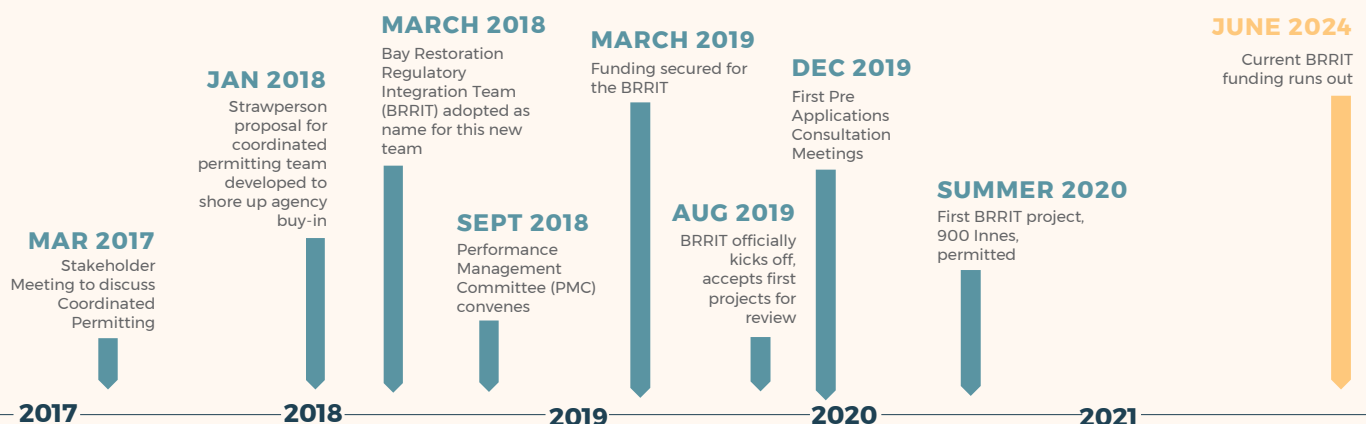 MAR 2017
Stakeholder
Meeting to discuss
Coordinated
Permitting
JAN 2018
Strawperson
proposal for
coordinated
permitting team
developed to
shore up agency
buy-in
MARCH 2018
Bay Restoration
Regulatory
Integration Team
(BRRIT) adopted as
name for this new
team
SEPT 2018
Performance
Management
Committee (PMC)
convenes
MARCH 2019
Funding secured for
the BRRIT
AUG 2019
BRRIT officially
kicks off,
accepts first
projects for
review
DEC 2019
First Pre
Applications
Consultation
Meetings
SUMMER 2020
First BRRIT project,
900 Innes,
permitted
JUNE 2024
Current BRRIT
funding runs out
2017
2018
2019
2020
2021